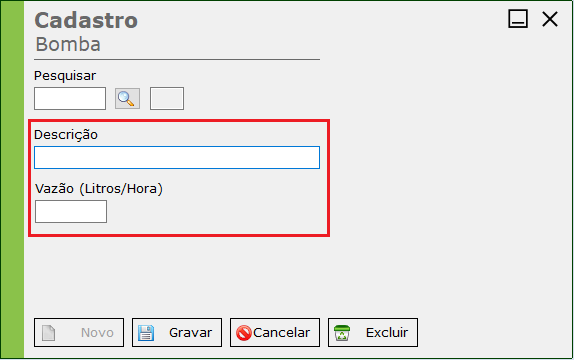 Cadastro
Bomba
Pesquisar
Descrição
Vazão (Litros/Hora)
Novo Gravar Cancelar Excluir